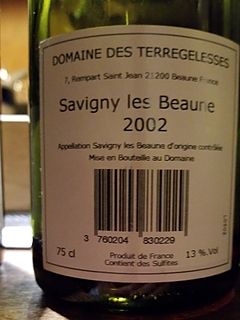 DOMAINE DES TERREGELESSES
7, Rempart Saint Jean 21200 Beaune France
Savigny les Beaune
2002
Appellation Savigny les Beaune d'origine contrôlée
Mise en Bouteille au Domaine
3 760204 830229
75 cl
Produit de France
Contient des Sulfites
13 %.Vol